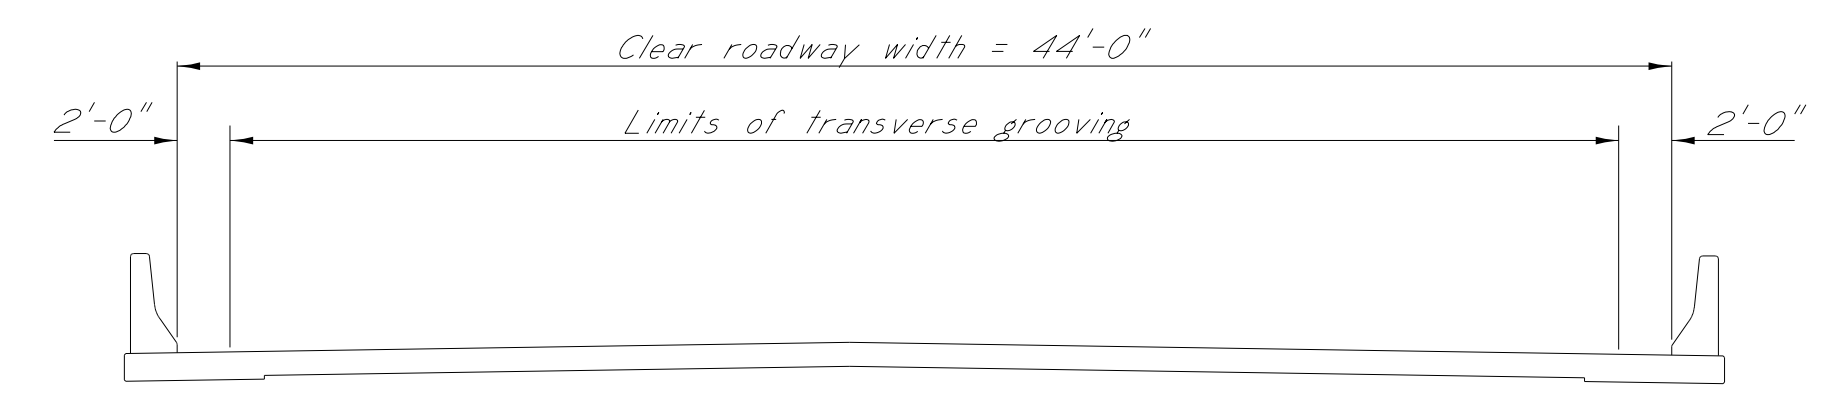 Clear roadway width = 44'-0"
2'-0"
Limits of transverse grooving
2'-0"